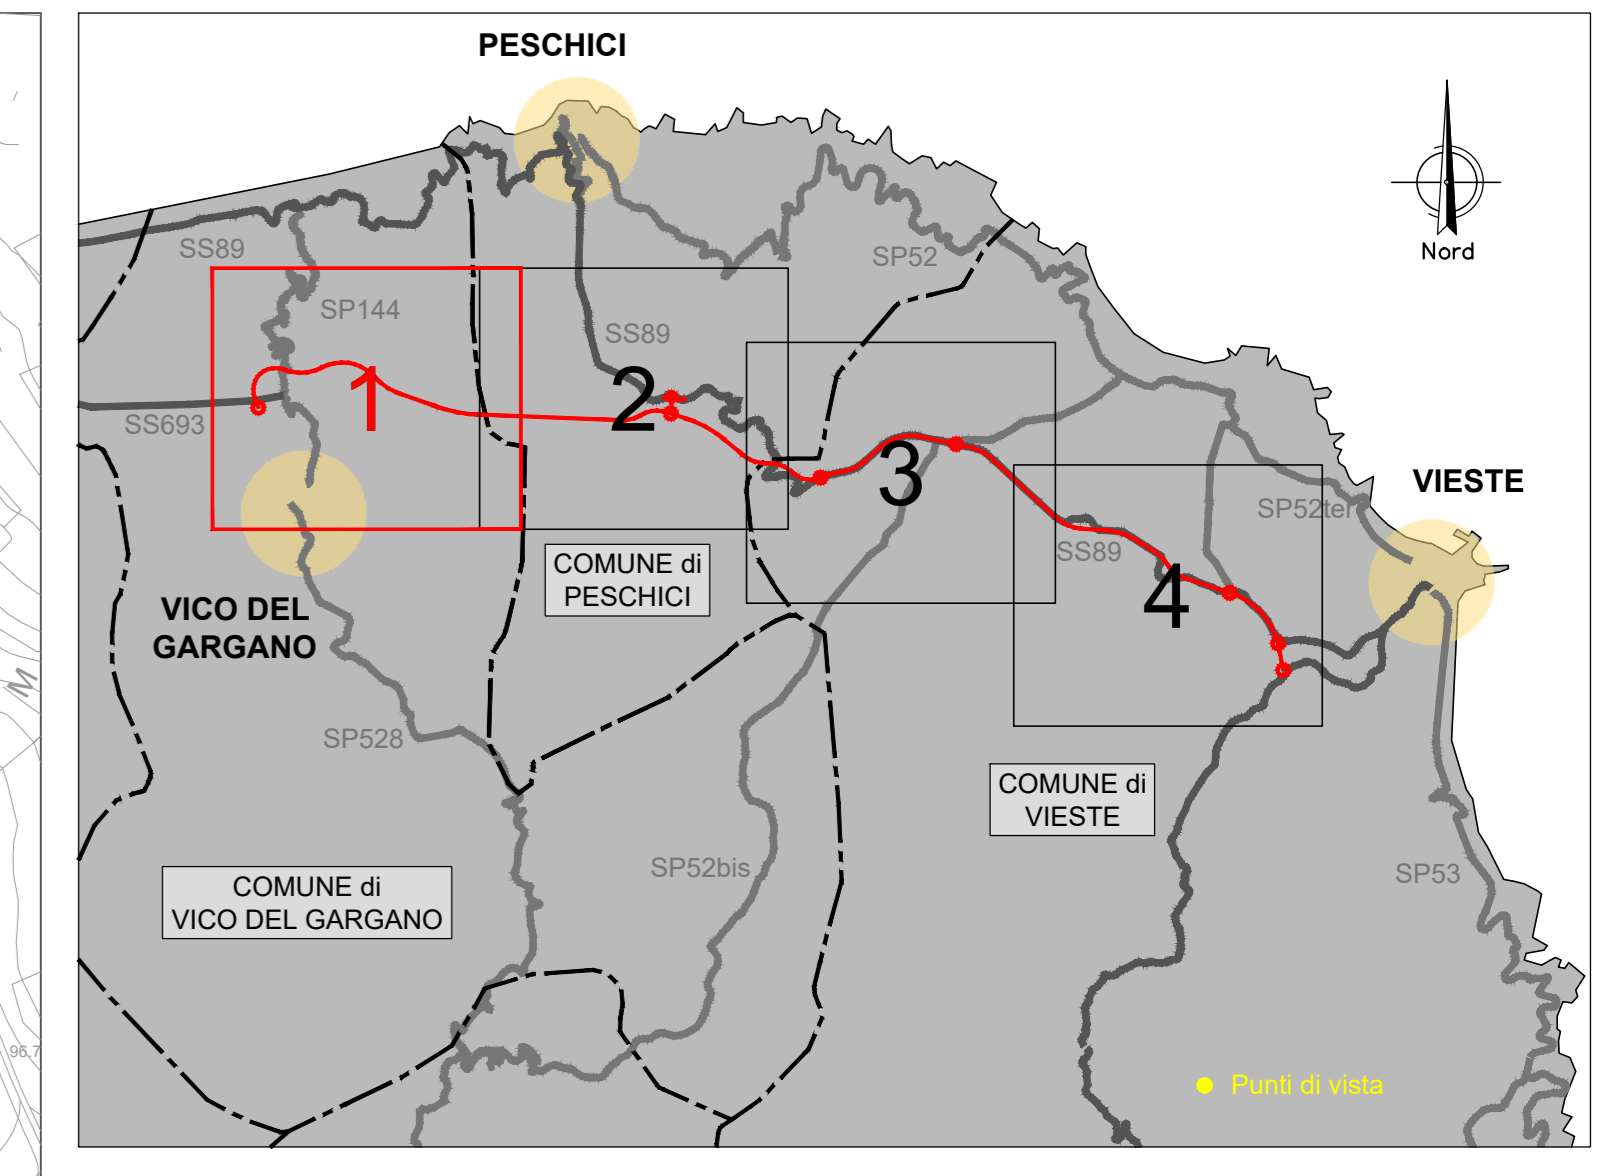 PESCHICI
Nord
SS89
SP52
SP144
SS89
1
2
SS693
3
VIESTE
SP52ter
SS89
COMUNE di
PESCHICI
4
VICO DEL
GARGANO
M
SP528
COMUNE di
VIESTE
SP52bis
SP53
COMUNE di
VICO DEL GARGANO
96.7
Punti di vista